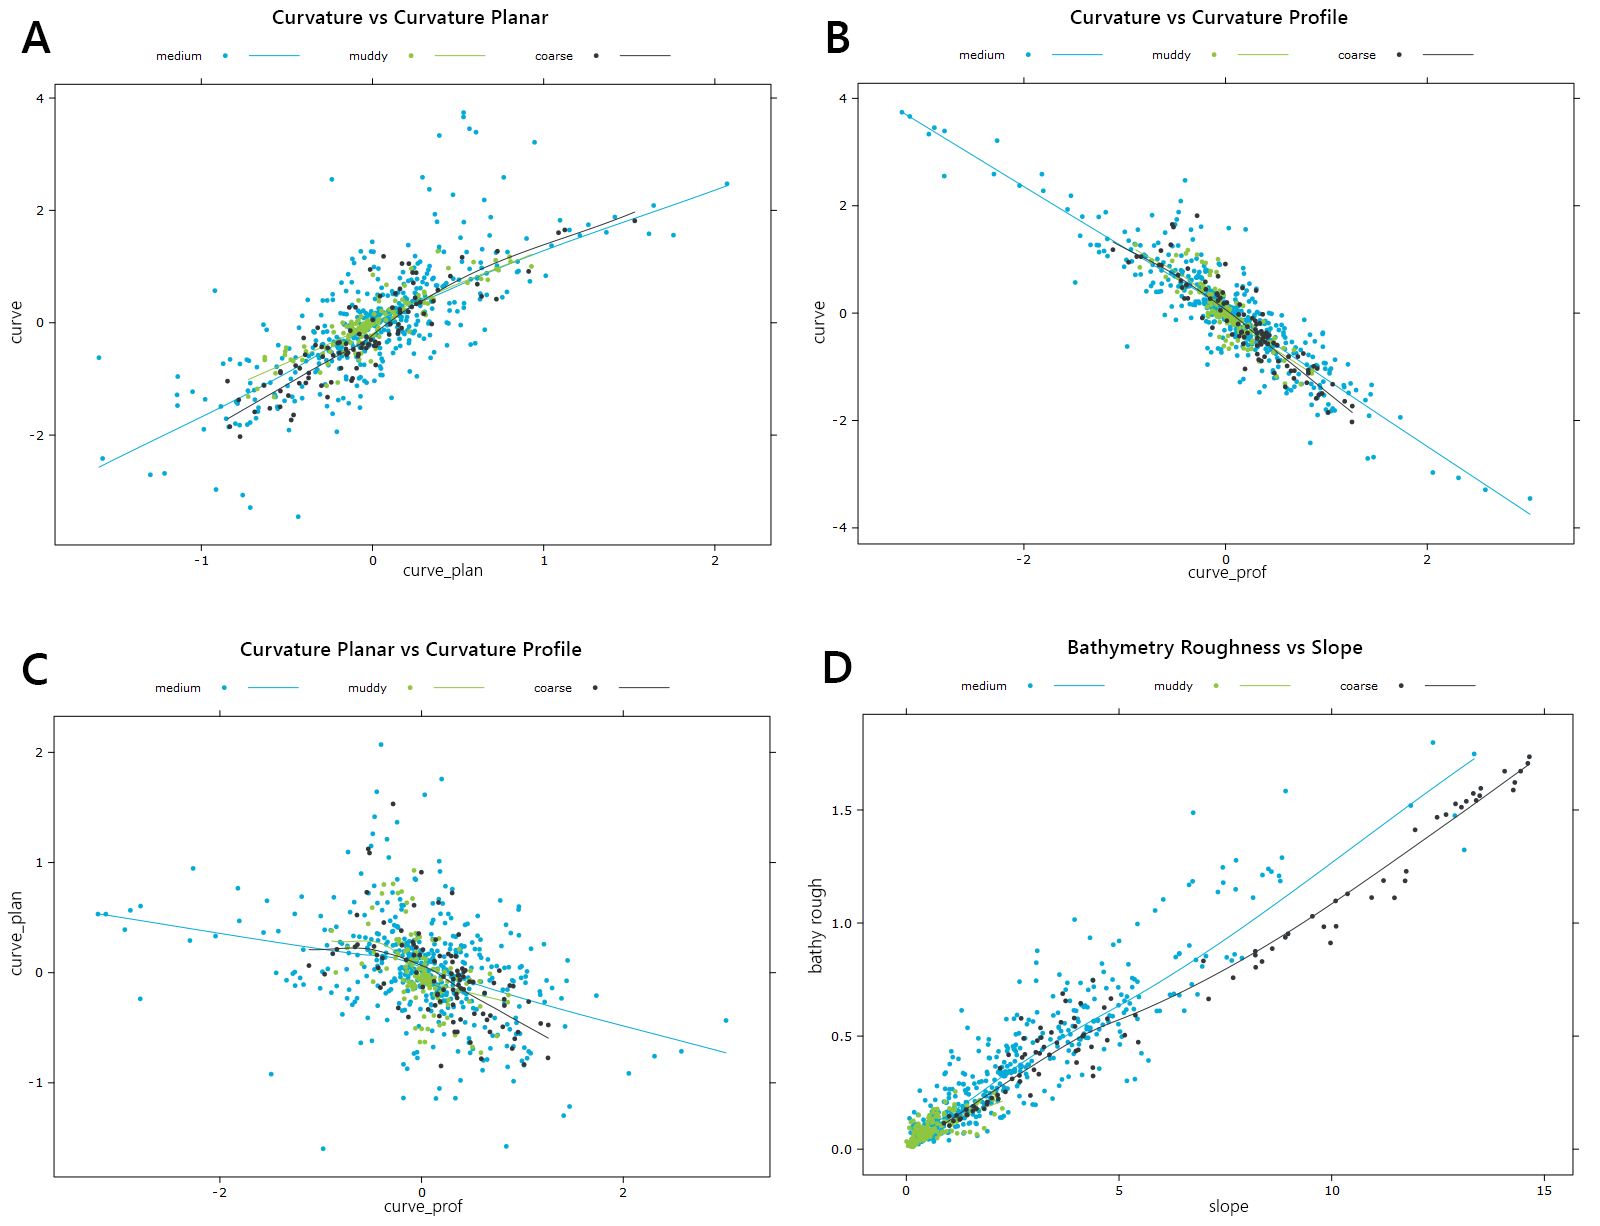 A
Curvature vs Curvature Planar
medium muddy coarse
4
2
0
-2
curve
-1 0 1 2
curve_plan
B
Curvature vs Curvature Profile
medium muddy coarse
4
2
0
-2
-4
curve
-2 0 2
curve_prof
C
Curvature Planar vs Curvature Profile
medium muddy coarse
2
1
0
-1
curve_plan
-2 0 2
curve_prof
D
Bathymetry Roughness vs Slope
medium muddy coarse
1.5
1.0
0.5
0.0
bathy rough
0 5 10 15
slope